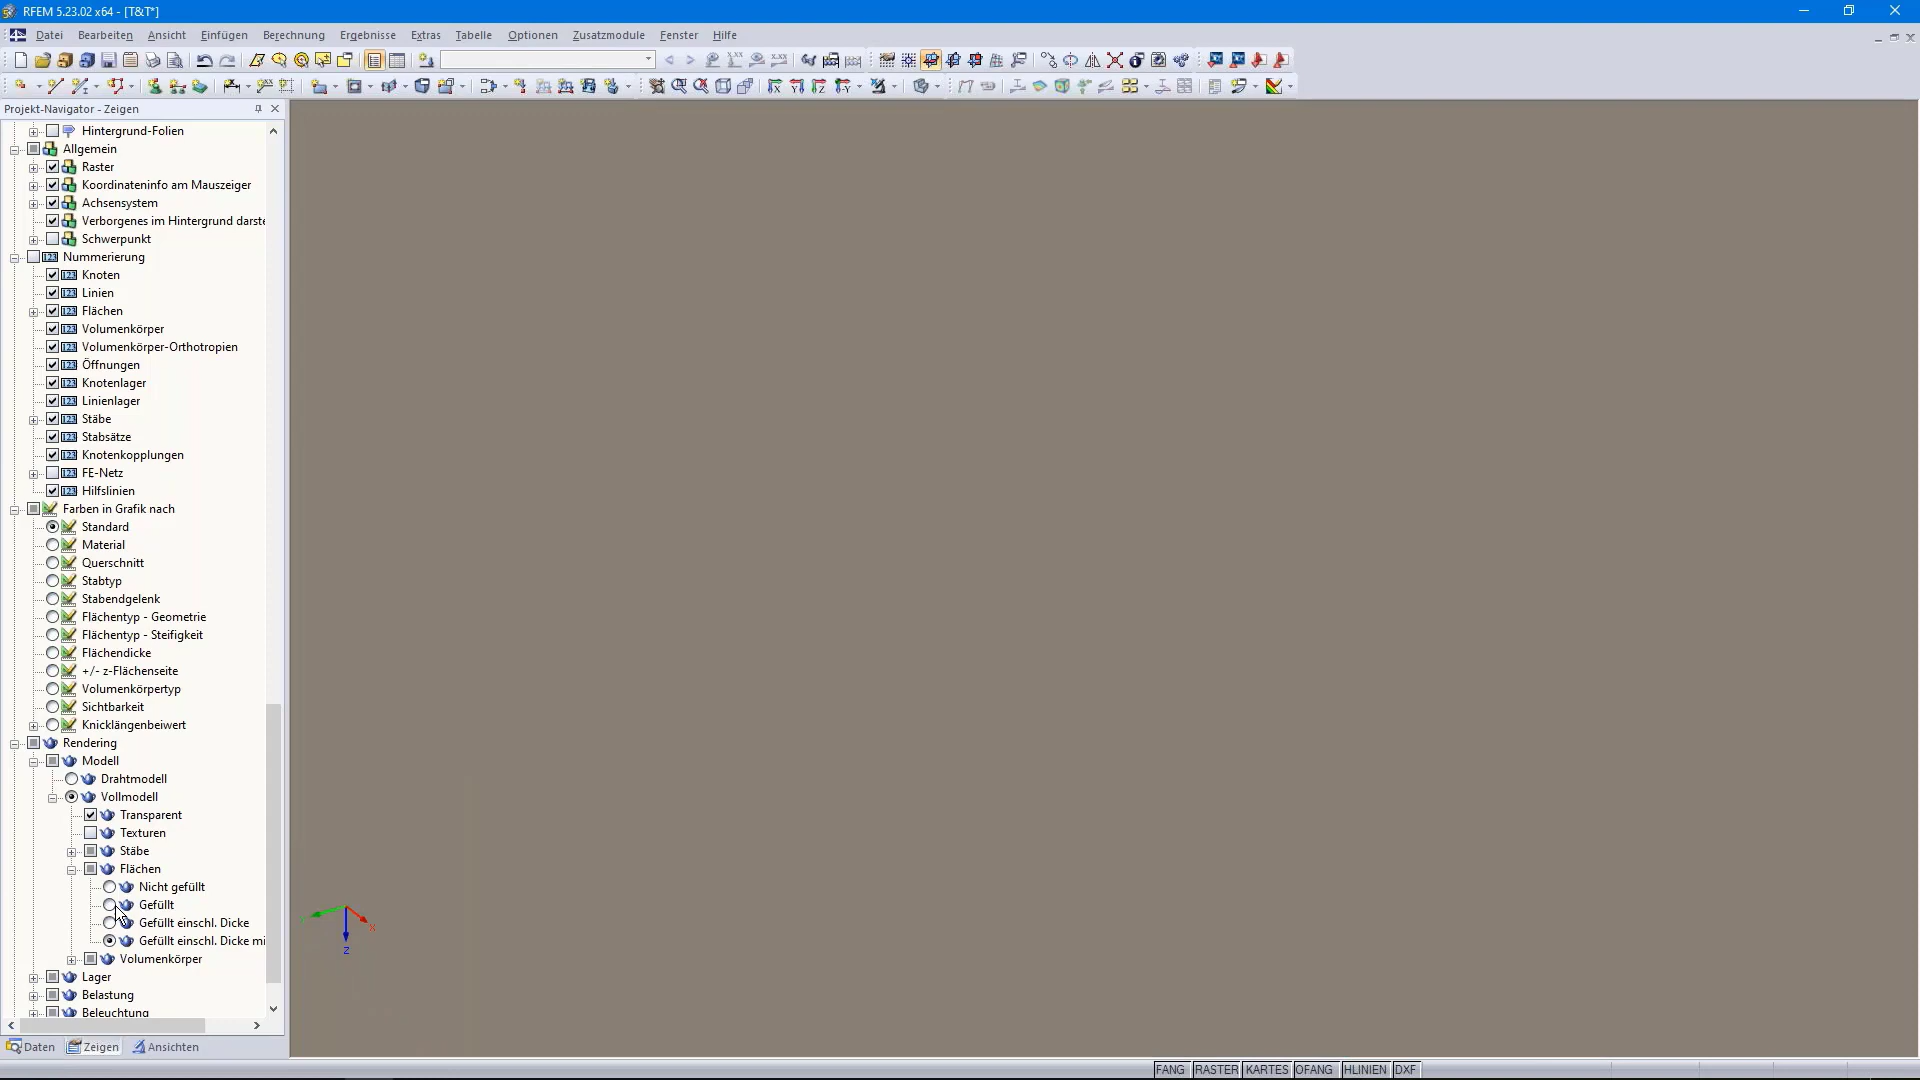 RFEM 5.23.02 x64 - [T&T*]
Datei Bearbeiten Ansicht Einfügen Berechnung Ergebnisse Extras Tabelle Optionen Zusatzmodule Fenster Hilfe
Projekt-Navigator - Zeigen
Hintergrund-Folien
Allgemein
Raster
Koordinateninfo am Mauszeiger
Achsensystem
Verborgenes im Hintergrund darste
Schwerpunkt
Nummerierung
Knoten
Linien
Flächen
Volumenkörper
Volumenkörper-Orthotropien
Öffnungen
Knotenlager
Linienlager
Stäbe
Stabsätze
Knotenkopplungen
FE-Netz
Hilfslinien
Farben in Grafik nach
Standard
Material
Querschnitt
Stabtyp
Stabendgelenk
Flächentyp - Geometrie
Flächentyp - Steifigkeit
Flächendicke
+/- z-Flächenseite
Volumenkörpertyp
Sichtbarkeit
Knicklängenbeiwert
Rendering
Modell
Drahtmodell
Vollmodell
Transparent
Texturen
Stäbe
Flächen
Nicht gefüllt
Gefüllt
Gefüllt einschl. Dicke
Gefüllt einschl. Dicke mi
Volumenkörper
Lager
Belastung
Beleuchtung
X
Z
Daten Zeigen Ansichten
FANG RASTER KARTES OFANG HLINIEN DXF